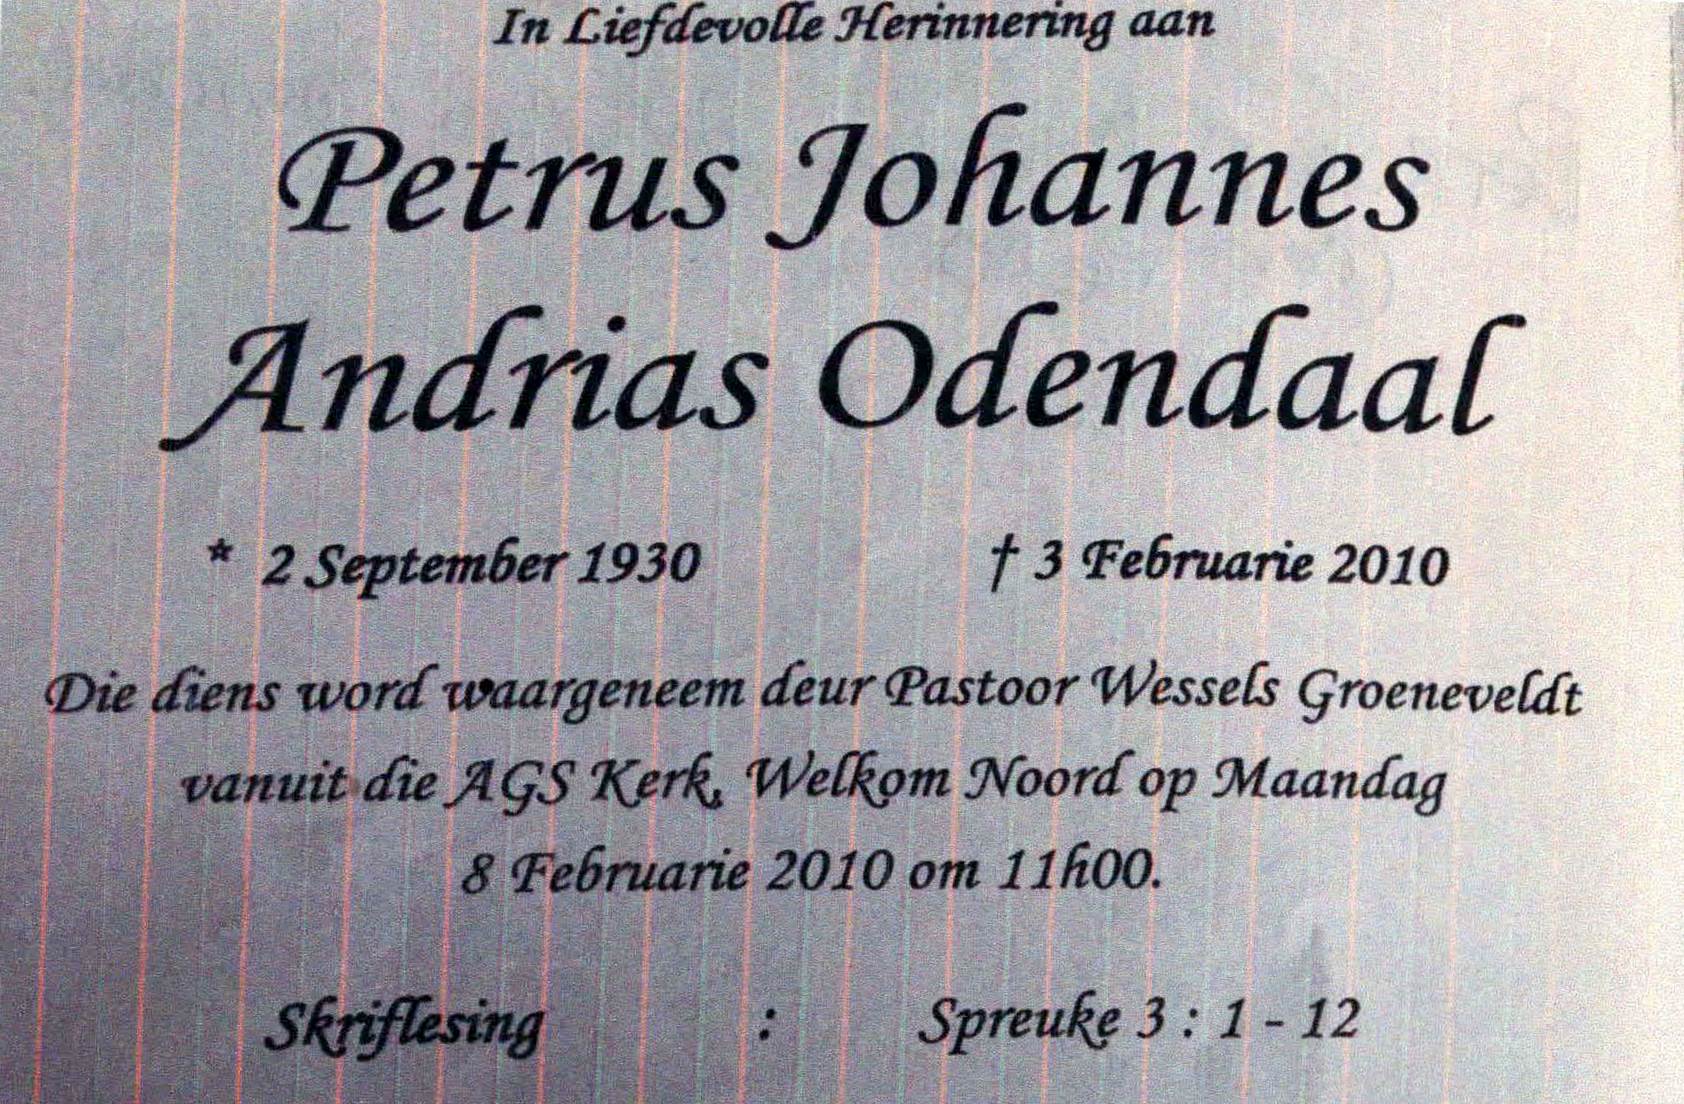 In Liefdevolle Herinnering aan
Petrus Johannes
Andrias Odendaal
* 2 September 1930 † 3 Februarie 2010
Die diens word waargeneem deur Pastoor Wessels Groeneveldt
vanuit die AGS Kerk, Welkom Noord op Maandag
8 Februarie 2010 om 11h00.
Skriflesing : Spreuke 3 : 1 - 12